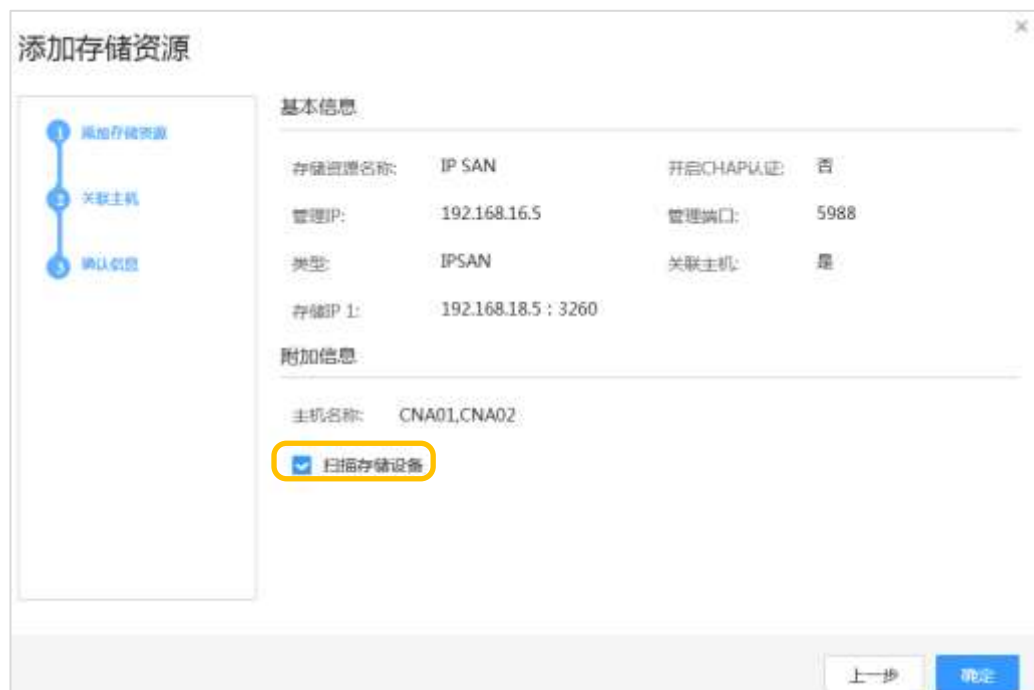 添加存储资源
1 添加存储资源
2 关联主机
3 确认信息
基本信息
存储资源名称: IP SAN 开启CHAP认证: 否
管理IP: 192.168.16.5 管理端口: 5988
类型: IPSAN 关联主机: 是
存储IP 1: 192.168.18.5 : 3260
附加信息
主机名称: CNA01,CNA02
扫描存储设备
上一步 确定